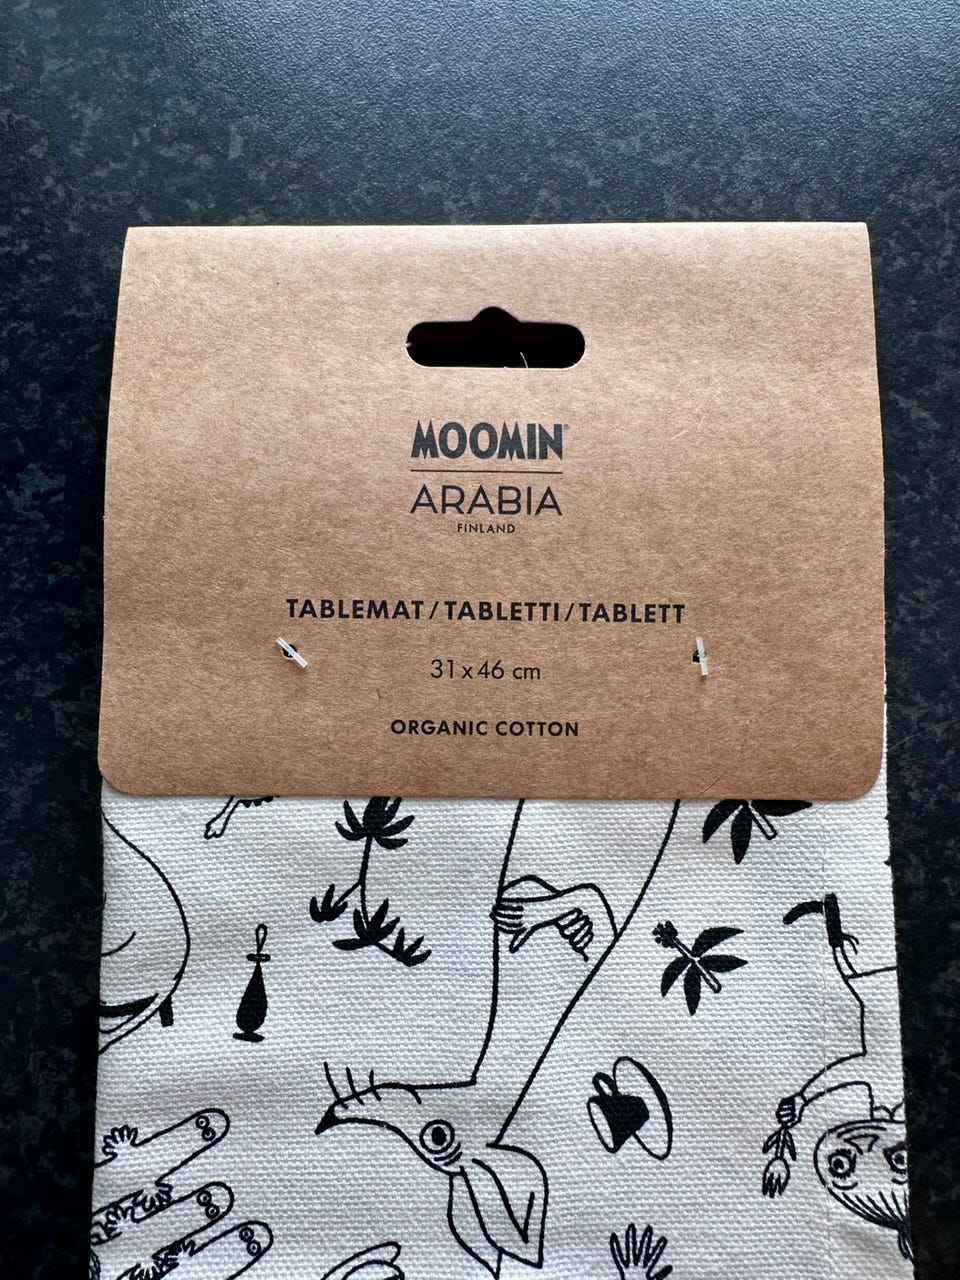 MOOMIN®
ARABIA
FINLAND
TABLEMAT / TABLETTI / TABLETT
31 x 46 cm
ORGANIC COTTON